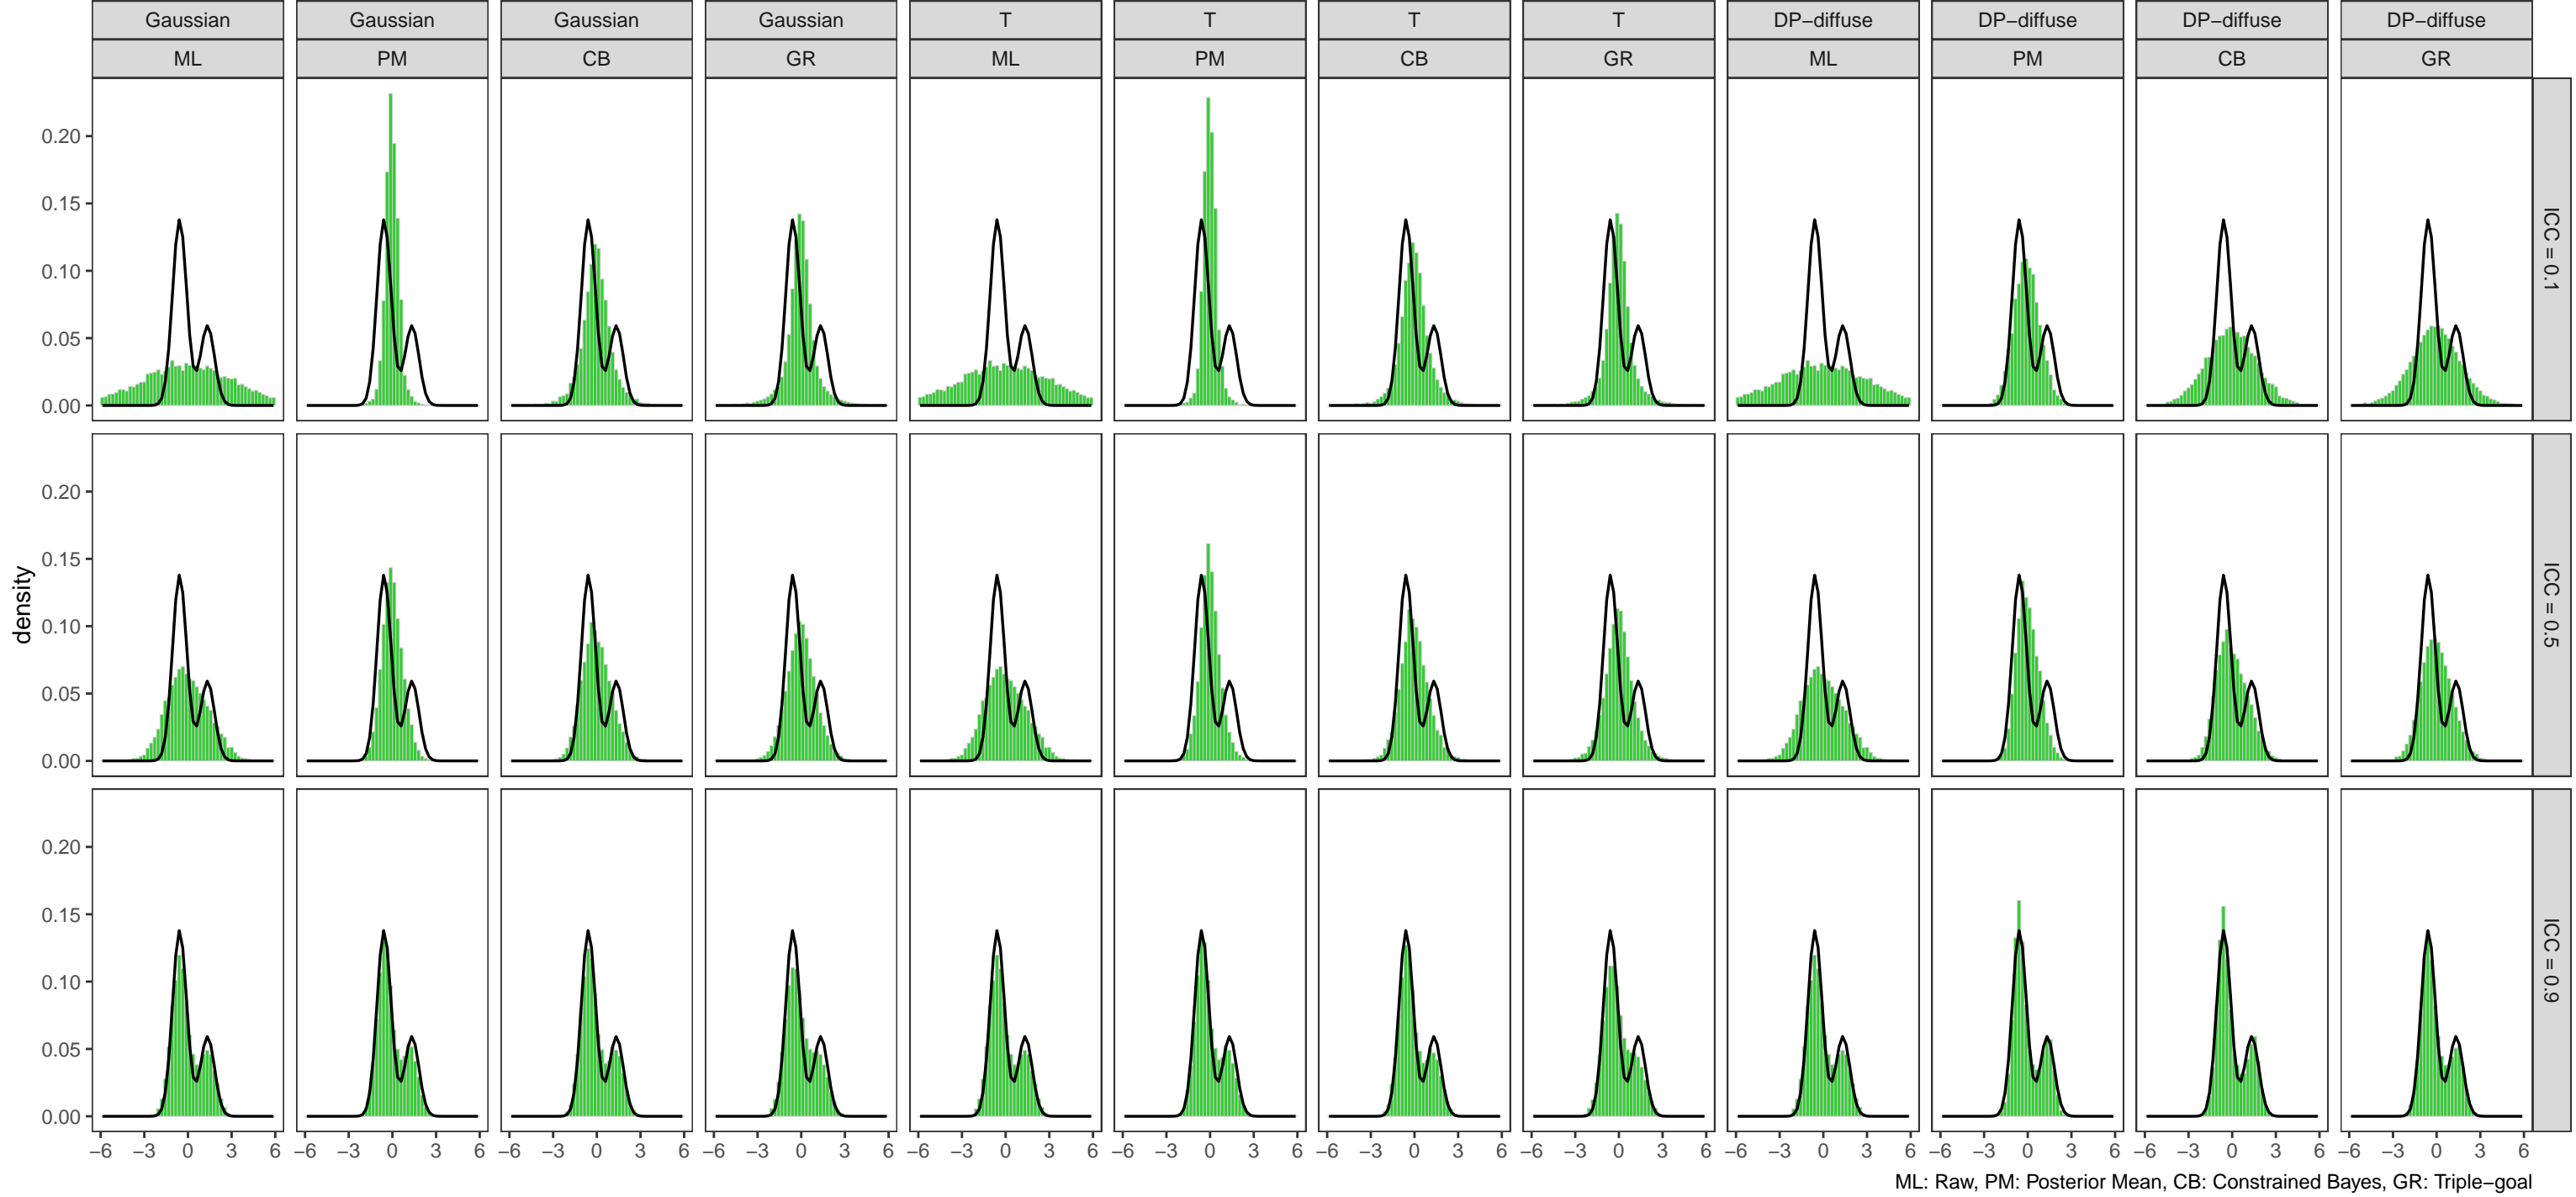 Gaussian Gaussian Gaussian Gaussian T T T T DP−diffuse DP−diffuse DP−diffuse DP−diffuse
ML PM CB GR ML PM CB GR ML PM CB GR
0.20
0.15
0.10
0.05
0.00
ICC = 0.1
density
0.20
0.15
0.10
0.05
0.00
ICC = 0.5
0.20
0.15
0.10
0.05
0.00
ICC = 0.9
−6 −3 0 3 6 −6 −3 0 3 6 −6 −3 0 3 6 −6 −3 0 3 6 −6 −3 0 3 6 −6 −3 0 3 6 −6 −3 0 3 6 −6 −3 0 3 6 −6 −3 0 3 6 −6 −3 0 3 6 −6 −3 0 3 6 −6 −3 0 3 6
ML: Raw, PM: Posterior Mean, CB: Constrained Bayes, GR: Triple−goal